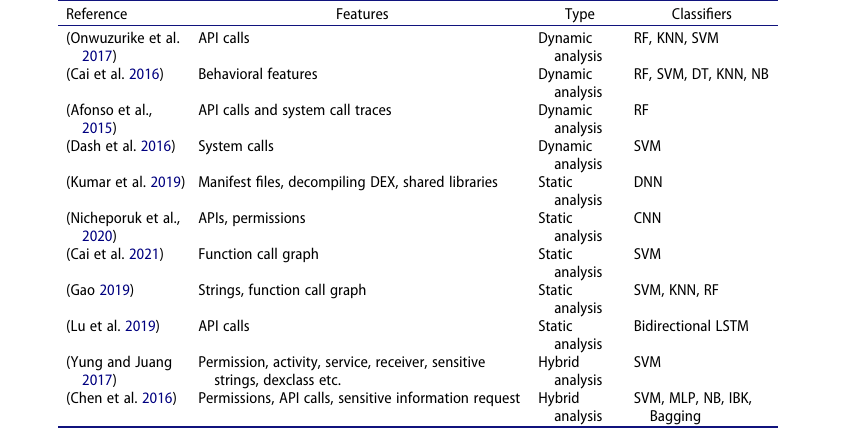 Reference Features Type Classifiers
(Onwuzurike et al. API calls Dynamic RF, KNN, SVM
2017) analysis
(Cai et al. 2016) Behavioral features Dynamic RF, SVM, DT, KNN, NB
analysis
(Afonso et al., API calls and system call traces Dynamic RF
2015) analysis
(Dash et al. 2016) System calls Dynamic SVM
analysis
(Kumar et al. 2019) Manifest files, decompiling DEX, shared libraries Static DNN
analysis
(Nicheporuk et al., APIs, permissions Static CNN
2020) analysis
(Cai et al. 2021) Function call graph Static SVM
analysis
(Gao 2019) Strings, function call graph Static SVM, KNN, RF
analysis
(Lu et al. 2019) API calls Static Bidirectional LSTM
analysis
(Yung and Juang Permission, activity, service, receiver, sensitive Hybrid SVM
2017) strings, dexclass etc. analysis
(Chen et al. 2016) Permissions, API calls, sensitive information request Hybrid SVM, MLP, NB, IBK,
analysis Bagging